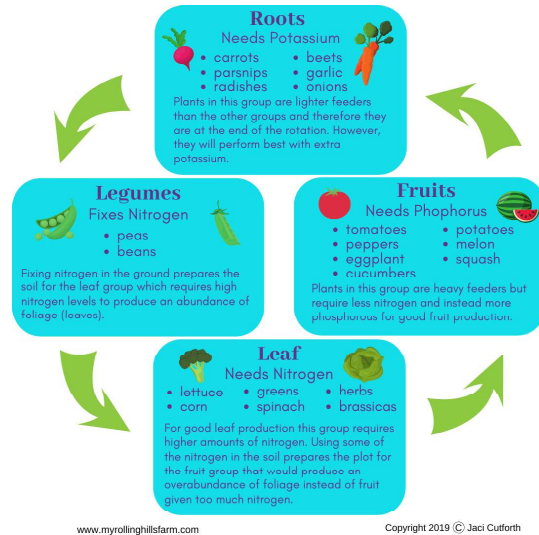 Roots
Needs Potassium
• carrots
• parsnips
• radishes
• beets
• garlic
• onions
Plants in this group are lighter feeders
than the other groups and therefore they
are at the end of the rotation. However,
they will perform best with extra
potassium.
Legumes
Fixes Nitrogen
• peas
• beans
Fixing nitrogen in the ground prepares the
soil for the leaf group which requires high
nitrogen levels to produce an abundance of
foliage (leaves).
Fruits
Needs Phophorus
• tomatoes
• peppers
• eggplant
• cucumbers
• potatoes
• melon
• squash
Plants in this group are heavy feeders but
require less nitrogen and instead more
phosphorous for good fruit production.
Leaf
Needs Nitrogen
• lettuce
• corn
• greens
• spinach
• herbs
• brassicas
For good leaf production this group requires
higher amounts of nitrogen. Using some of
the nitrogen in the soil prepares the plot for
the fruit group that would produce an
overabundance of foliage instead of fruit
given too much nitrogen.
www.myrollinghillsfarm.com
Copyright 2019 © Jaci Cutforth